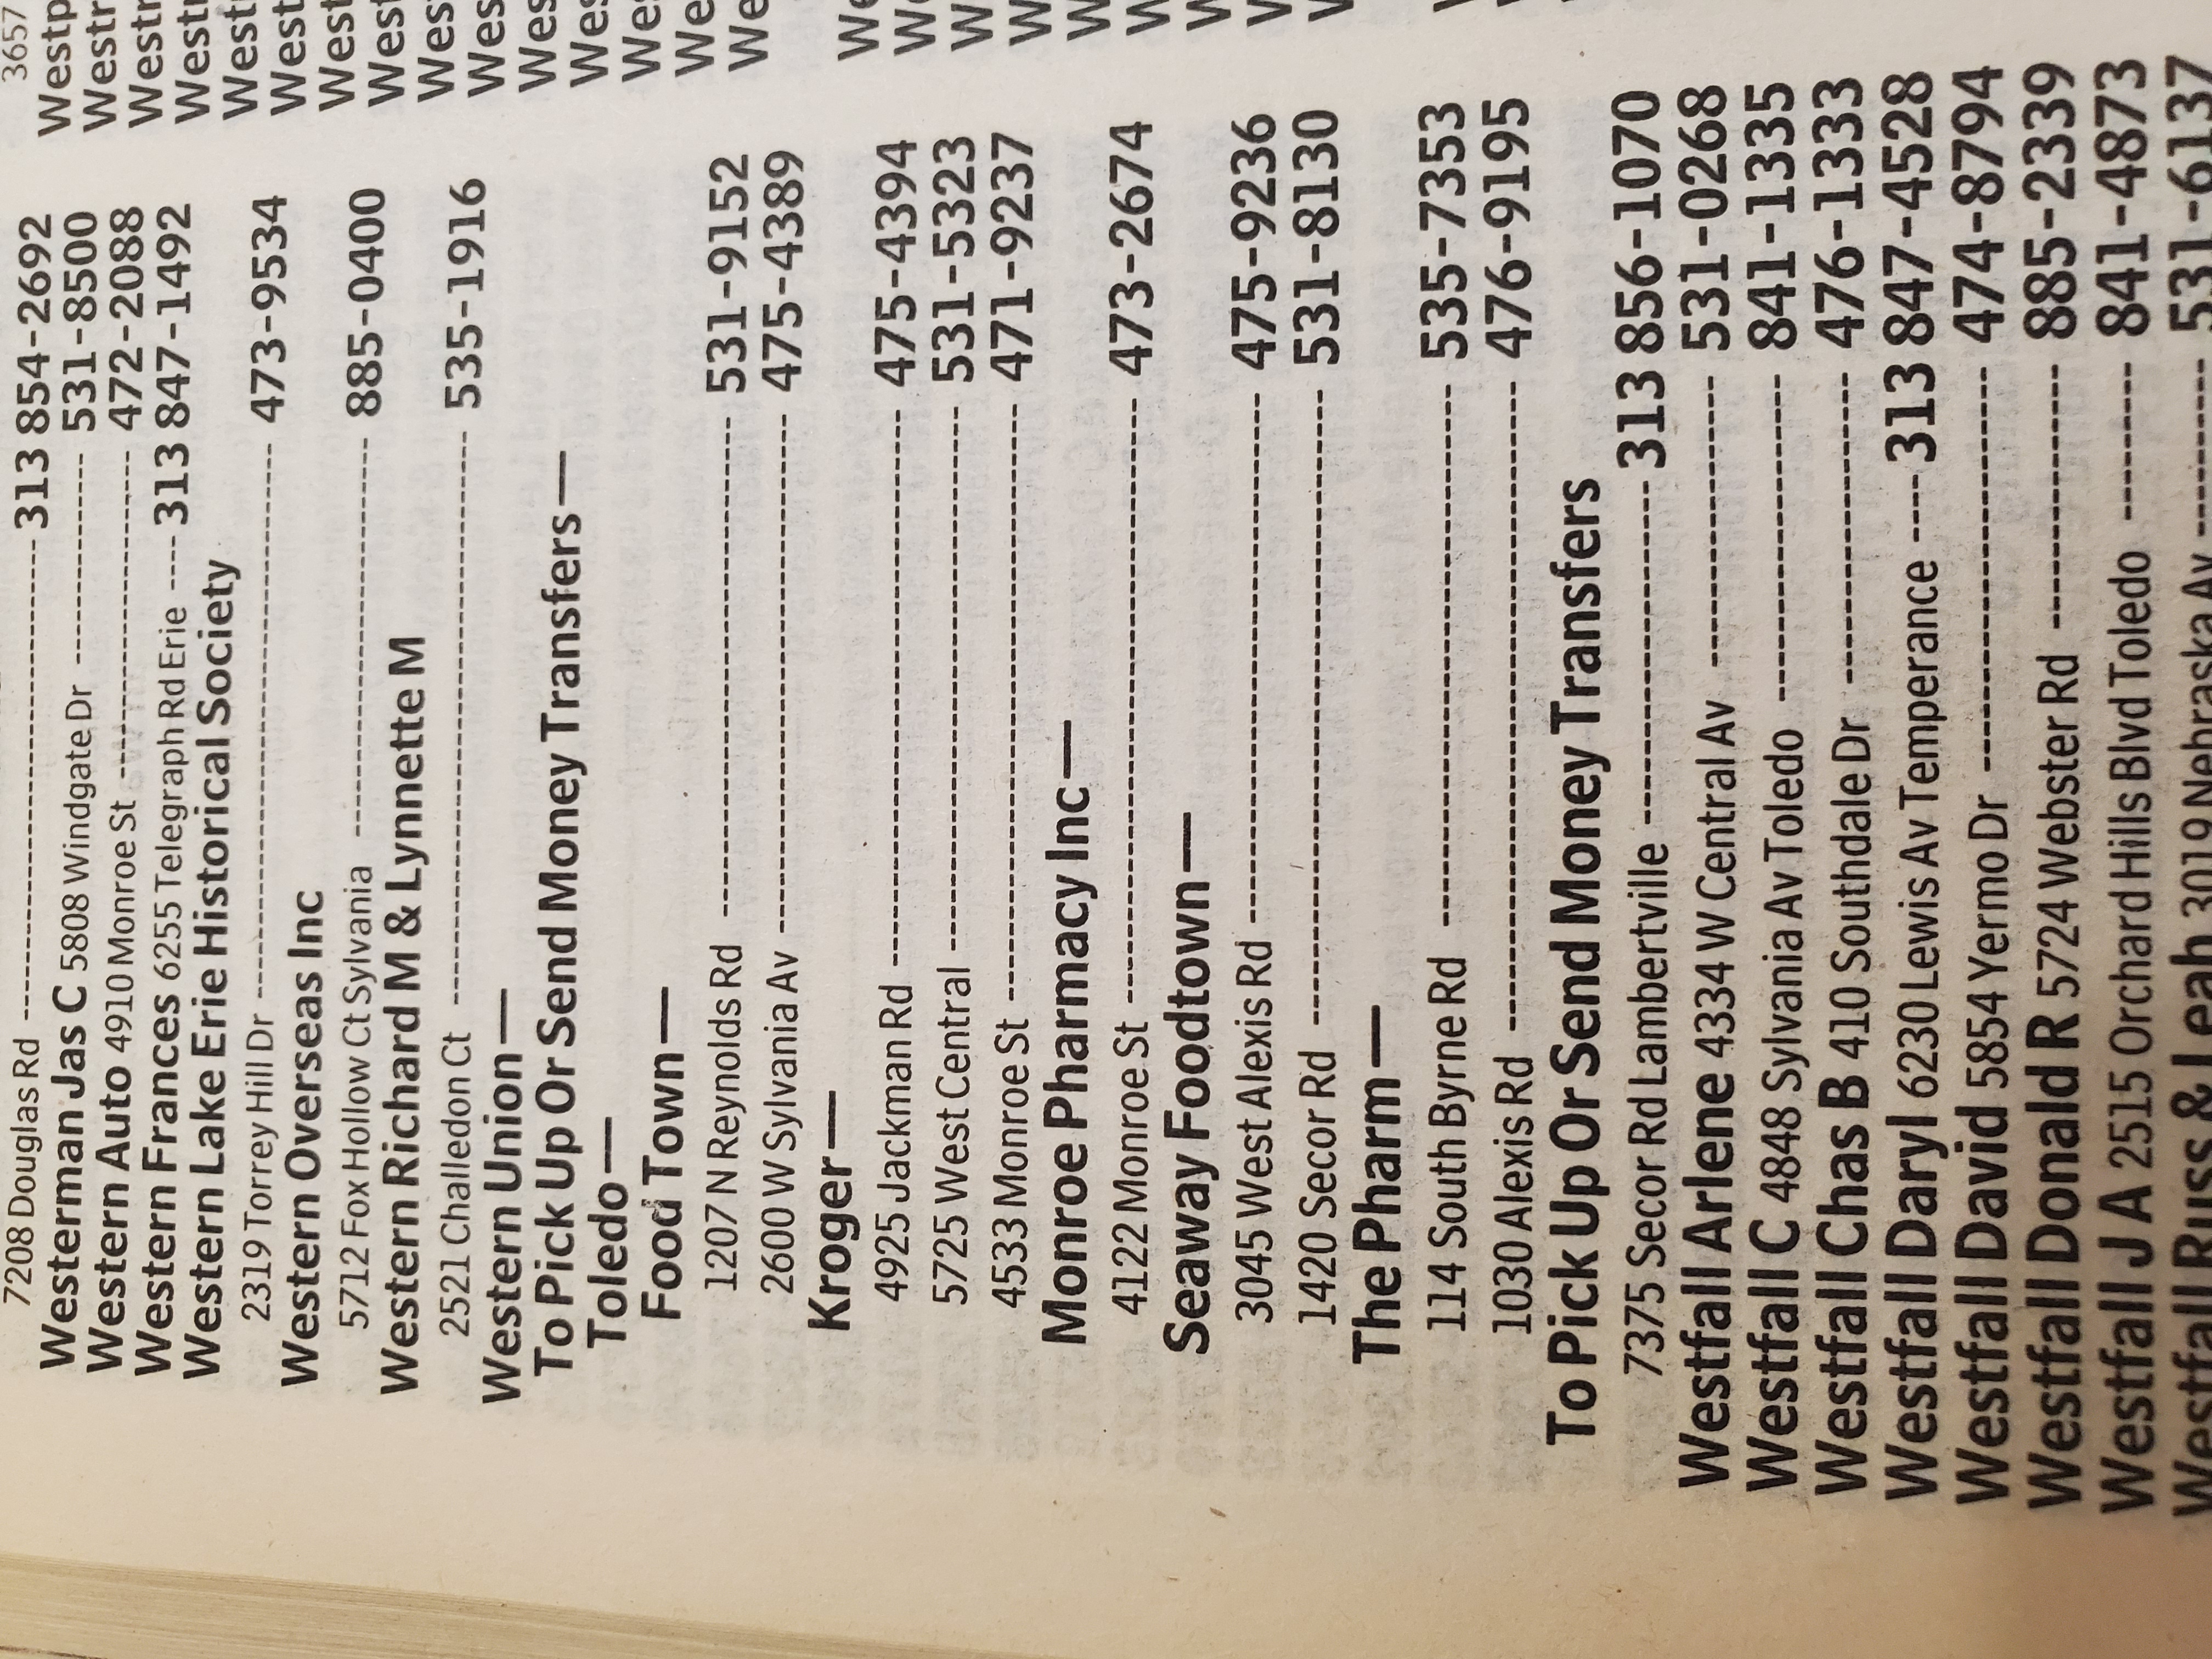 7208 Douglas Rd ---------- 313 854-2692
Westerman Jas C 5808 Windgate Dr ---------- 531-8500
Western Auto 4910 Monroe St ---------- 472-2088
Western Frances 6255 Telegraph Rd Erie ---- 313 847-1492
Western Lake Erie Historical Society
2319 Torrey Hill Dr ---------- 473-9534
Western Overseas Inc
5712 Fox Hollow Ct Sylvania ---------- 885-0400
Western Richard M & Lynnette M
2521 Challedon Ct ---------- 535-1916
Western Union—
To Pick Up Or Send Money Transfers—
Toledo—
Food Town—
1207 N Reynolds Rd ---------- 531-9152
2600 W Sylvania Av ---------- 475-4389
Kroger—
4925 Jackman Rd ---------- 475-4394
5725 West Central ---------- 531-5323
4533 Monroe St ---------- 471-9237
Monroe Pharmacy Inc—
4122 Monroe St ---------- 473-2674
Seaway Foodtown—
3045 West Alexis Rd ---------- 475-9236
1420 Secor Rd ---------- 531-8130
The Pharm—
114 South Byrne Rd ---------- 535-7353
1030 Alexis Rd ---------- 476-9195
To Pick Up Or Send Money Transfers
7375 Secor Rd Lambertville ---------- 313 856-1070
Westfall Arlene 4334 W Central Av ---------- 531-0268
Westfall C 4848 Sylvania Av Toledo ---------- 841-1335
Westfall Chas B 410 Southdale Dr ---------- 476-1333
Westfall Daryl 6230 Lewis Av Temperance ---- 313 847-4528
Westfall David 5854 Yermo Dr ---------- 474-8794
Westfall Donald R 5724 Webster Rd ---------- 885-2339
Westfall J A 2515 Orchard Hills Blvd Toledo ---------- 841-4873
Westfall Russ & Leah 3019 Nebraska Av ---------- 531-6137
3657